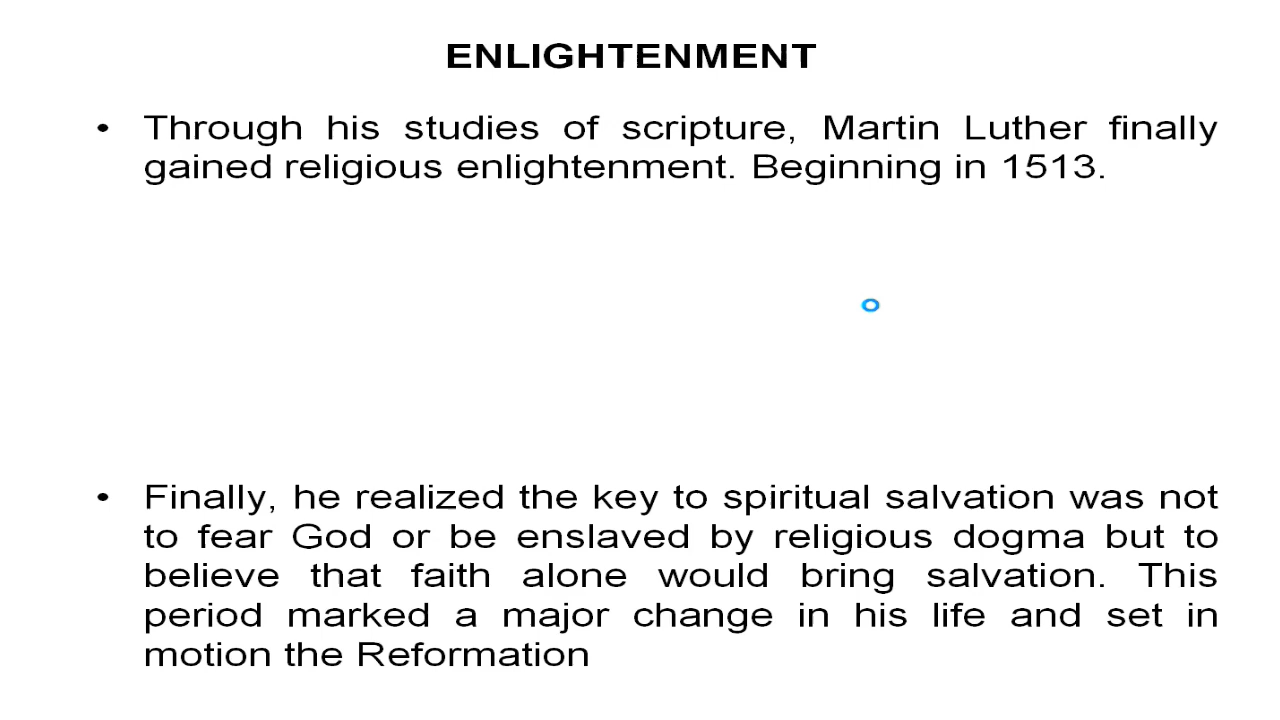 ENLIGHTENMENT
• Through his studies of scripture, Martin Luther finally
gained religious enlightenment. Beginning in 1513.
• Finally, he realized the key to spiritual salvation was not
to fear God or be enslaved by religious dogma but to
believe that faith alone would bring salvation. This
period marked a major change in his life and set in
motion the Reformation